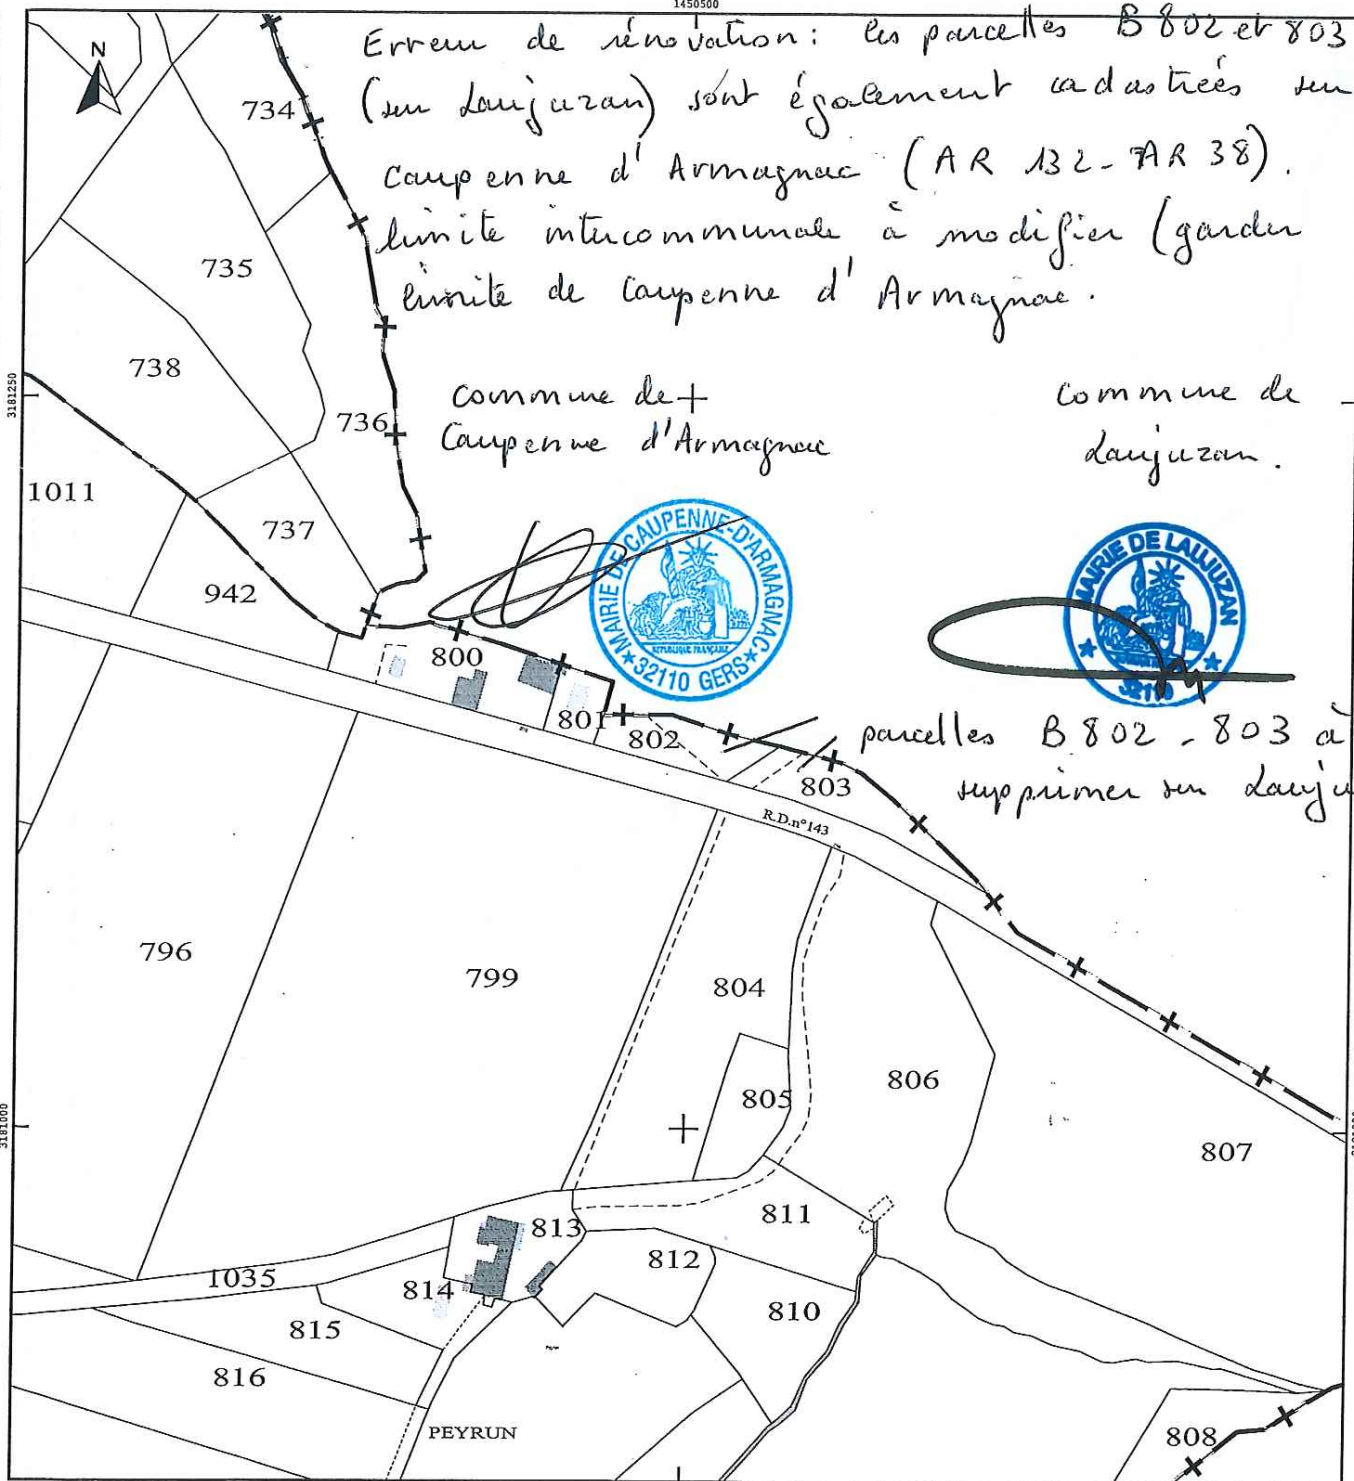 1450500
Erreur de rénovation : les parcelles B 802 et 803
(sur Laujuzan) sont également cadastrées sur
Caupenne d'Armagnac (AR 132 - AR 38).
limite intercommunale à modifier (garder
limite de Caupenne d'Armagnac.
N
734
735
738
736
3181250
commune de
Caupenne d'Armagnac
commune de
Laujuzan.
1011
737
942
MAIRIE DE CAUPENNE-D'ARMAGNAC
RÉPUBLIQUE FRANÇAISE
32110 GERS
MAIRIE DE LAUJUZAN
32110
800
801
802
803
parcelles B 802 - 803 à
supprimer sur Lauju
R.D.n°143
796
799
804
805
806
807
3181000
813
811
812
1035
814
810
815
816
PEYRUN
808